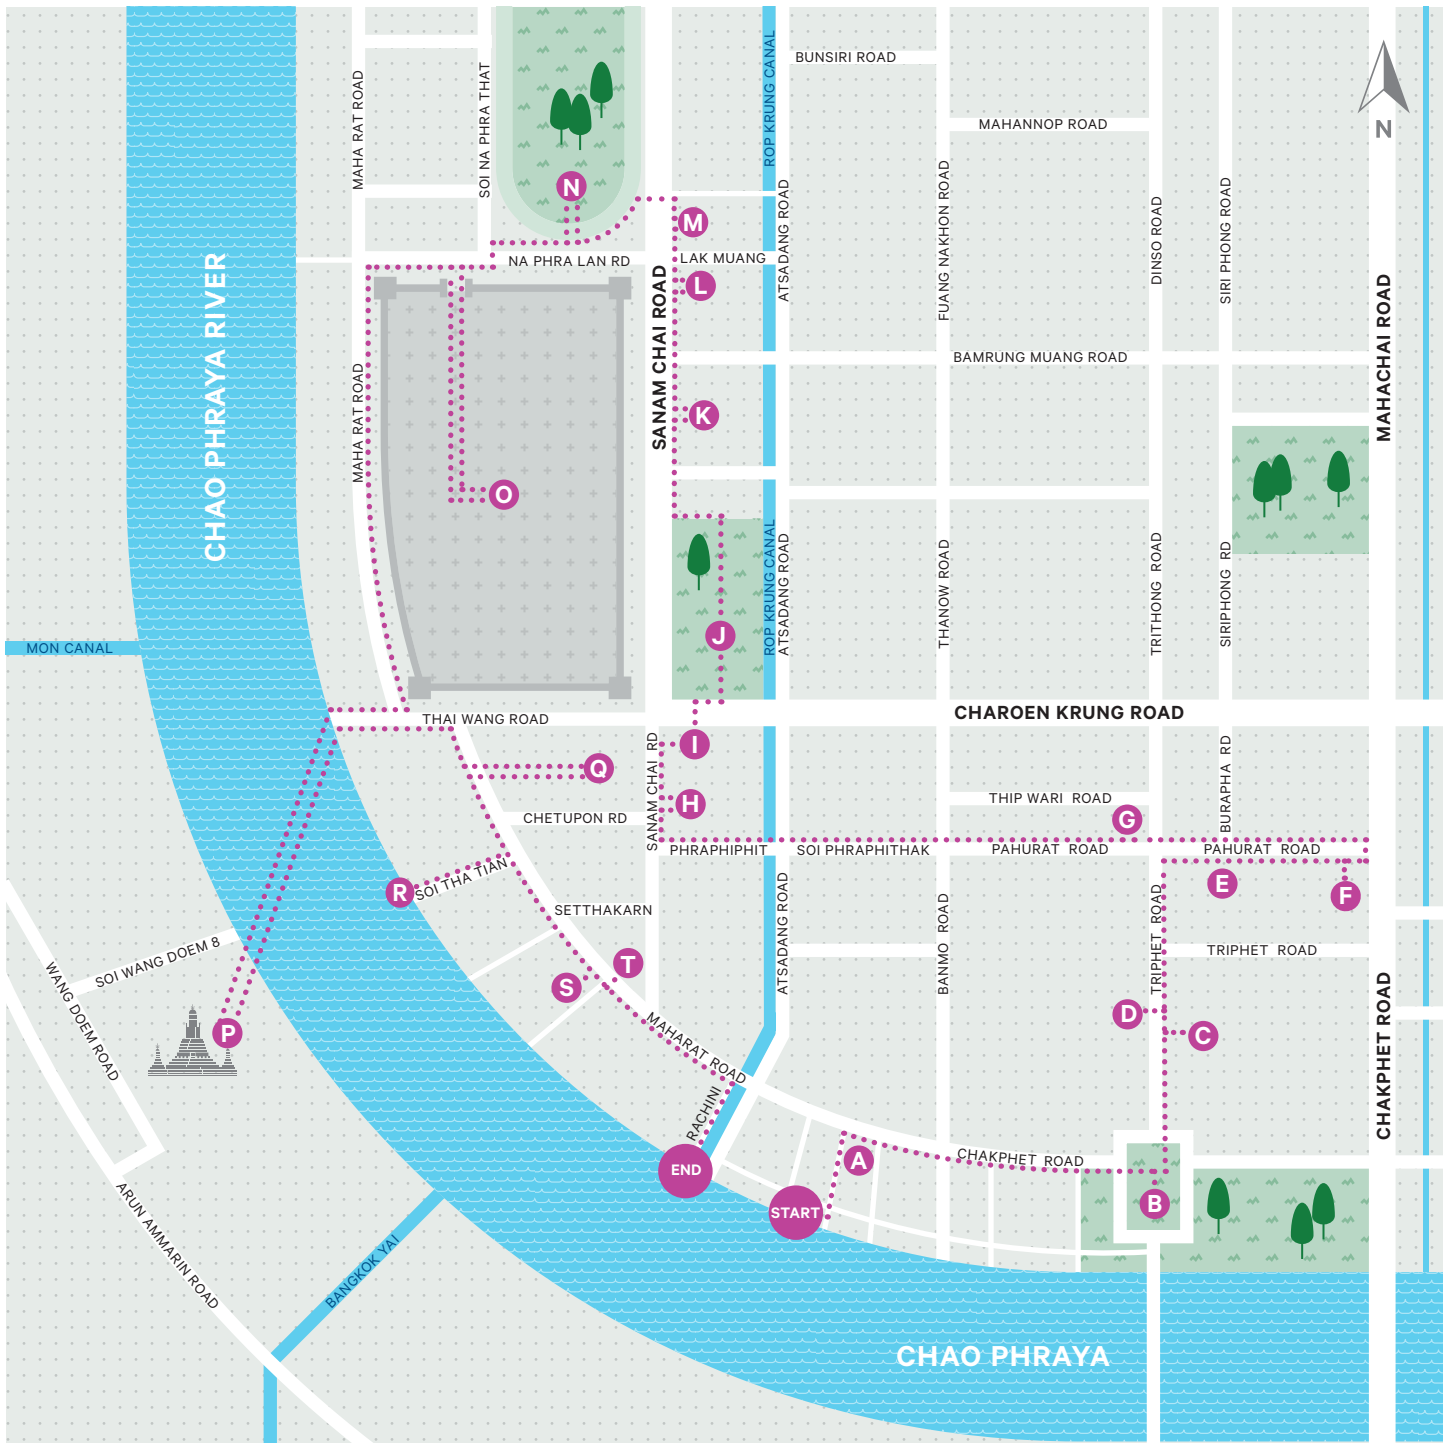 BUNSIRI ROAD
ROP KRUNG CANAL
MAHA RAT ROAD
SOI NA PHRA THAT
MAHANNOP ROAD
N
N
M
ATSADANG ROAD
FUANG NAKHON ROAD
DINSO ROAD
SIRI PHONG ROAD
NA PHRA LAN RD
LAK MUANG
L
SANAM CHAI ROAD
CHAO PHRAYA RIVER
MAHACHAI ROAD
BAMRUNG MUANG ROAD
MAHA RAT ROAD
K
O
ROP KRUNG CANAL
ATSADANG ROAD
THANOW ROAD
TRITHONG ROAD
SIRIPHONG RD
J
MON CANAL
THAI WANG ROAD
CHAROEN KRUNG ROAD
I
SANAM CHAI RD
BURAPHA RD
Q
H
THIP WARI ROAD
CHETUPON RD
G
PHRAPHIPHIT
SOI PHRAPHITHAK
PAHURAT ROAD
PAHURAT ROAD
R
SOI THA TIAN
E
F
SETTHAKARN
ATSADANG ROAD
BANMO ROAD
TRIPHET ROAD
TRIPHET ROAD
SOI WANG DOEM 8
WANG DOEM ROAD
T
S
D
C
P
MAHARAT ROAD
CHAKPHET ROAD
RACHINI
A
CHAKPHET ROAD
END
B
START
ARUN AMMARIN ROAD
BANGKOK YAI
CHAO PHRAYA